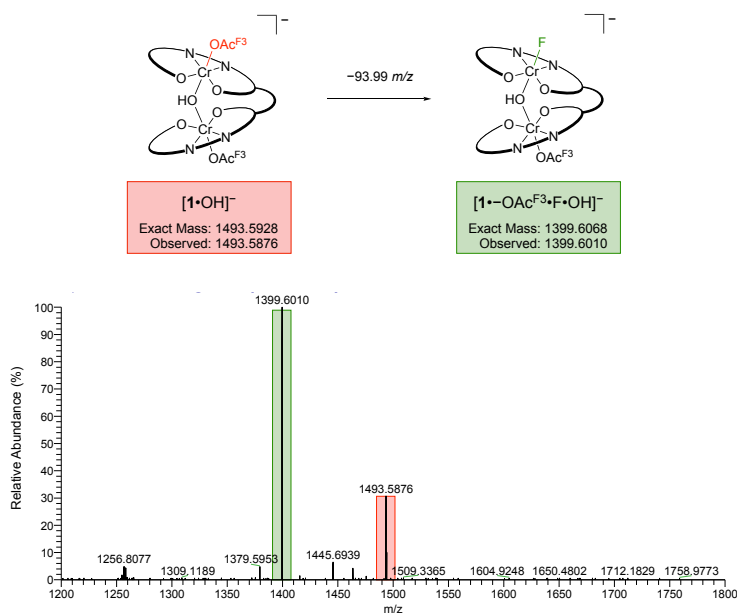 OAcF3
N
N
Cr
O
O
HO
O
O
Cr
N
N
OAcF3
−
−93.99 m/z
F
N
N
Cr
O
O
HO
O
O
Cr
N
N
OAcF3
−
[1•OH]−
Exact Mass: 1493.5928
Observed: 1493.5876
[1•−OAcF3•F•OH]−
Exact Mass: 1399.6068
Observed: 1399.6010
1399.6010
1493.5876
1256.8077
1309.1189
1379.5953
1445.6939
1509.3365
1604.9248
1650.4802
1712.1829
1758.9773
Relative Abundance (%)
100
90
80
70
60
50
40
30
20
10
0
1200 1250 1300 1350 1400 1450 1500 1550 1600 1650 1700 1750 1800
m/z